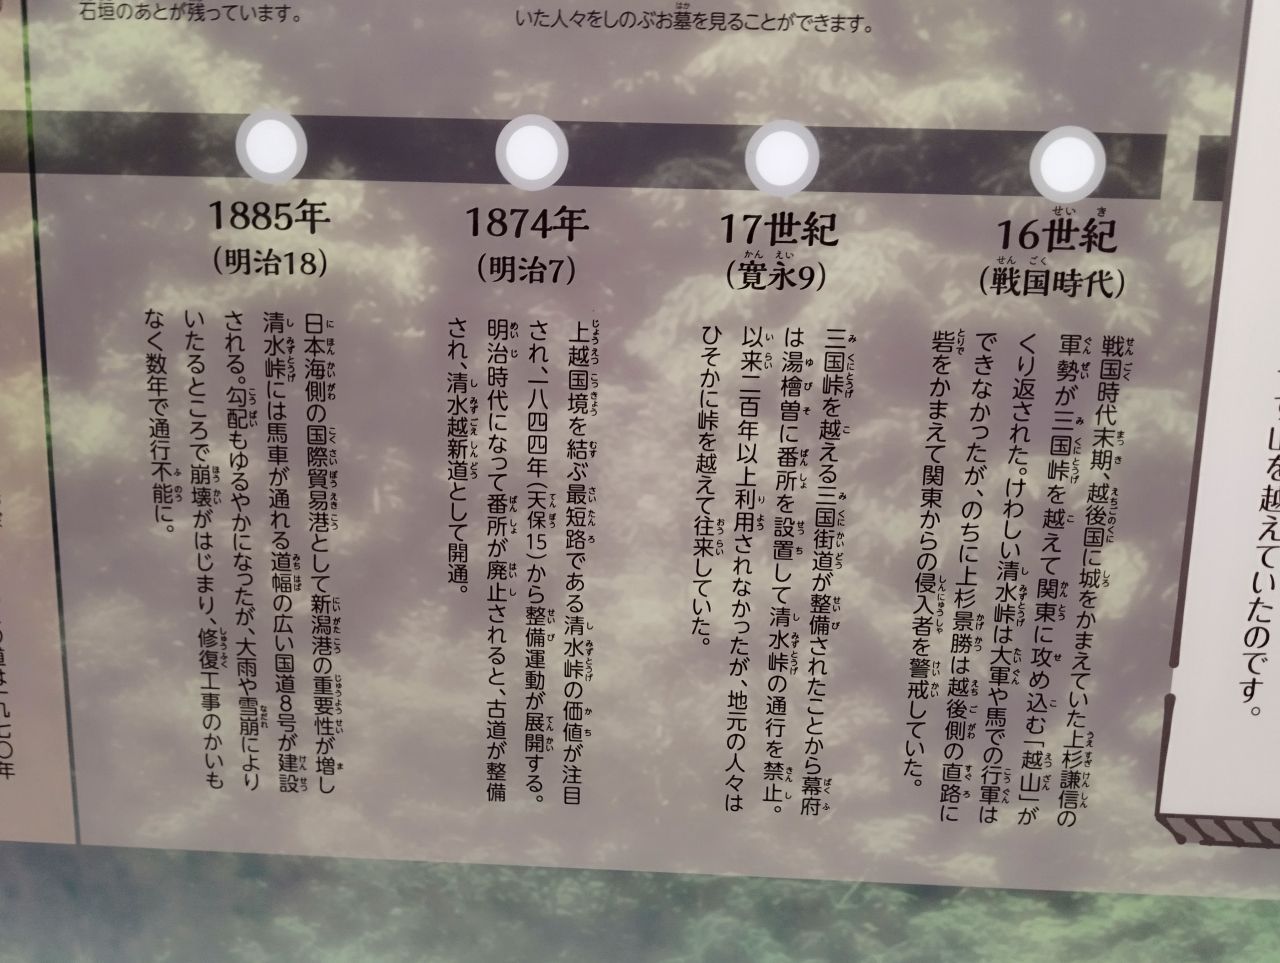 石垣のあとが残っています。
いた人々をしのぶお墓を見ることができます。
山を越えていたのです。
16世紀
(戦国時代)
戦国時代末期、越後国に城をかまえていた上杉謙信の
軍勢が三国峠を越えて関東に攻め込む「越山」が
くり返された。けわしい清水峠は大軍や馬での行軍は
できなかったが、のちに上杉景勝は越後側の直路に
砦をかまえて関東からの侵入者を警戒していた。
17世紀
(寛永9)
三国峠を越える三国街道が整備されたことから幕府
は湯檜曽に番所を設置して清水峠の通行を禁止。
以来二百年以上利用されなかったが、地元の人々は
ひそかに峠を越えて往来していた。
1874年
(明治7)
上越国境を結ぶ最短路である清水峠の価値が注目
され、一八四四年(天保15)から整備運動が展開する。
明治時代になって番所が廃止されると、古道が整備
され、清水越新道として開通。
1885年
(明治18)
日本海側の国際貿易港として新潟港の重要性が増し
清水峠には馬車が通れる道幅の広い国道8号が建設
される。勾配もゆるやかになったが、大雨や雪崩により
いたるところで崩壊がはじまり、修復工事のかいも
なく数年で通行不能に。
道は一九七〇年